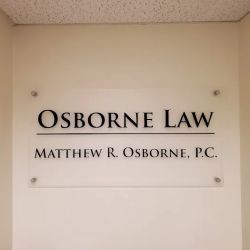 OSBORNE LAW
MATTHEW R. OSBORNE, P.C.